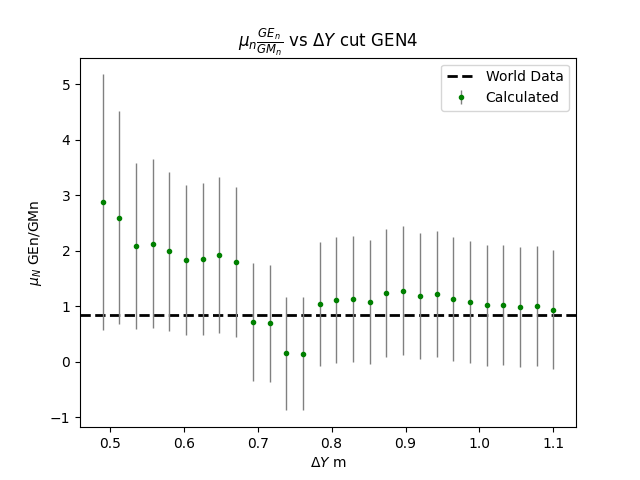 μₙ GEₙ/GMₙ vs ΔY cut GEN4
World Data
Calculated
μ_N GEn/GMn
5
4
3
2
1
0
−1
0.5 0.6 0.7 0.8 0.9 1.0 1.1
ΔY m